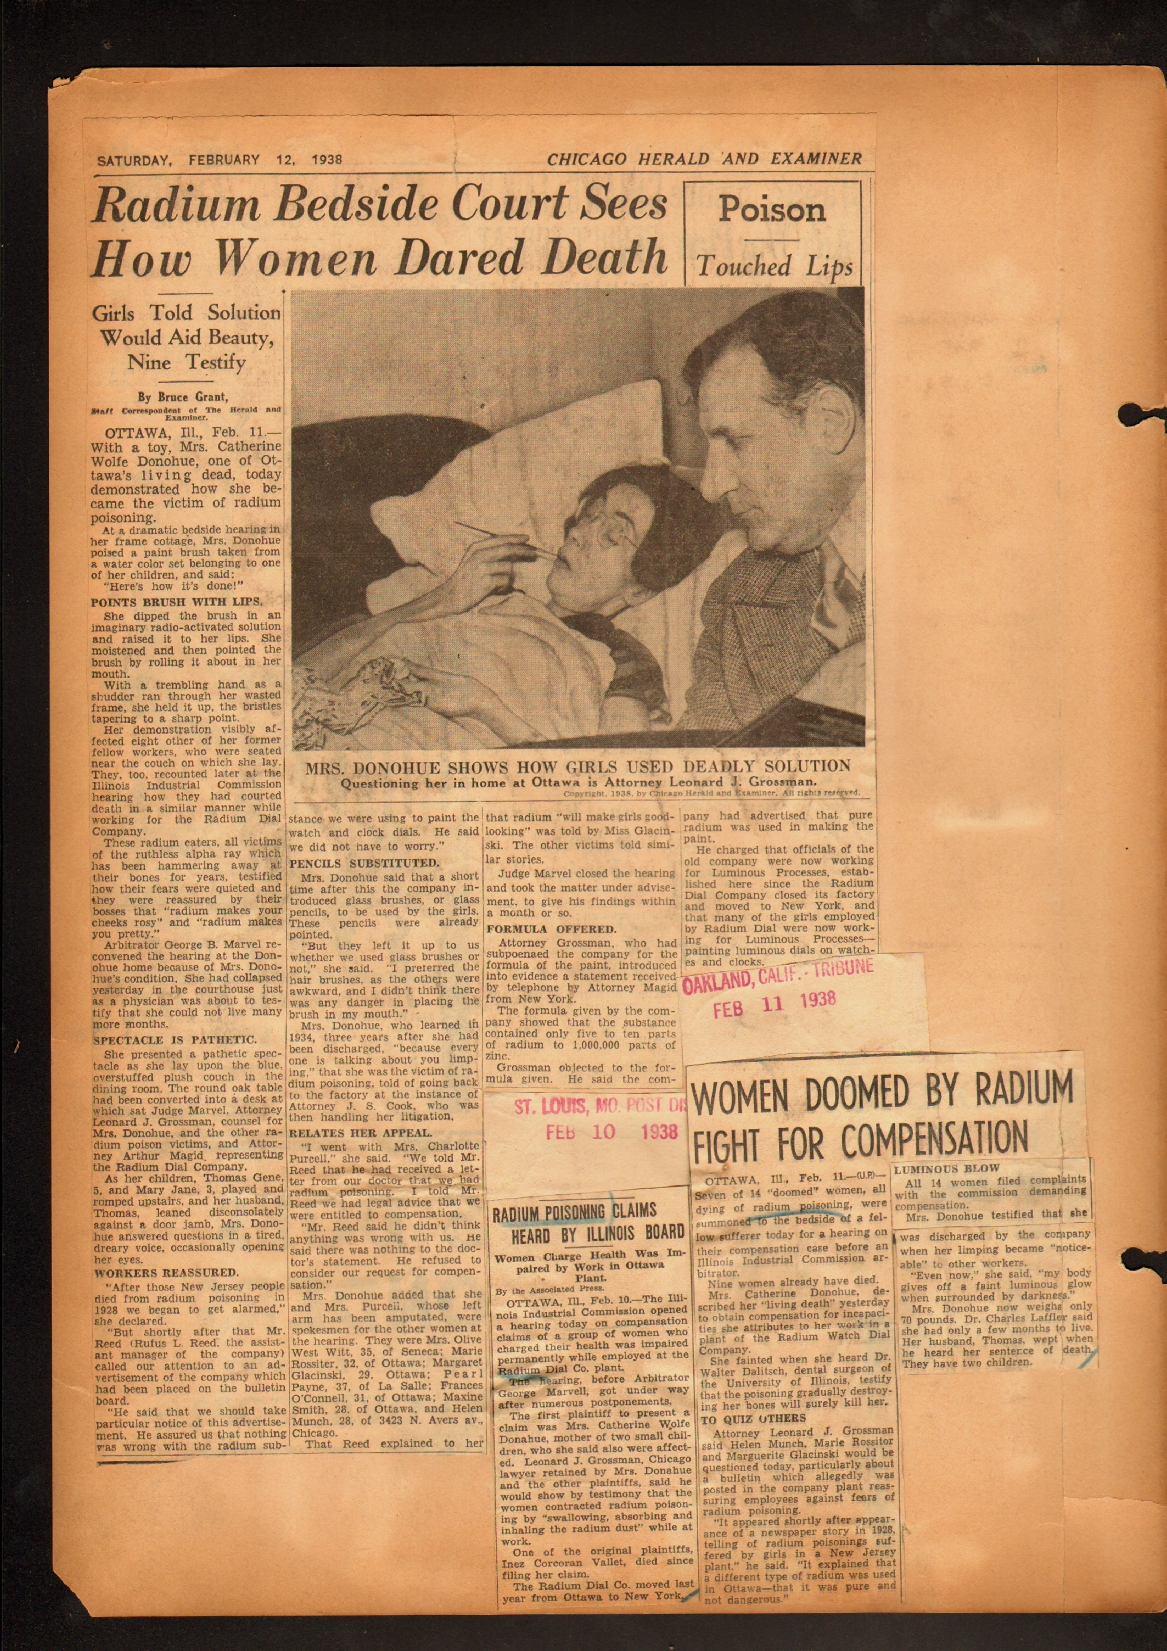 SATURDAY, FEBRUARY 12, 1938
CHICAGO HERALD AND EXAMINER
Radium Bedside Court Sees
How Women Dared Death
Poison
Touched Lips
Girls Told Solution
Would Aid Beauty,
Nine Testify
By Bruce Grant,
Staff Correspondent of The Herald and
Examiner.
OTTAWA, Ill., Feb. 11.—
With a toy, Mrs. Catherine
Wolfe Donohue, one of Ot-
tawa's living dead, today
demonstrated how she be-
came the victim of radium
poisoning.
At a dramatic bedside hearing in
her frame cottage, Mrs. Donohue
poised a paint brush taken from
a water color set belonging to one
of her children, and said:
"Here's how it's done!"
POINTS BRUSH WITH LIPS.
She dipped the brush in an
imaginary radio-activated solution
and raised it to her lips. She
moistened and then pointed the
brush by rolling it about in her
mouth.
With a trembling hand as a
shudder ran through her wasted
frame, she held it up, the bristles
tapering to a sharp point.
Her demonstration visibly af-
fected eight other of her former
fellow workers, who were seated
near the couch on which she lay.
They, too, recounted later at the
Illinois Industrial Commission
hearing how they had courted
death in a similar manner while
working for the Radium Dial
Company.
These radium eaters, all victims
of the ruthless alpha ray which
has been hammering away at
their bones for years, testified
how their fears were quieted and
they were reassured by their
bosses that "radium makes your
cheeks rosy" and "radium makes
you pretty."
Arbitrator George B. Marvel re-
convened the hearing at the Don-
ohue home because of Mrs. Dono-
hue's condition. She had collapsed
yesterday in the courthouse just
as a physician was about to tes-
tify that she could not live many
more months.
SPECTACLE IS PATHETIC.
She presented a pathetic spec-
tacle as she lay upon the blue,
overstuffed plush couch in the
dining room. The round oak table
had been converted into a desk at
which sat Judge Marvel, Attorney
Leonard J. Grossman, counsel for
Mrs. Donohue, and the other ra-
dium poison victims, and Attor-
ney Arthur Magid, representing
the Radium Dial Company.
As her children, Thomas Gene,
5, and Mary Jane, 3, played and
romped upstairs, and her husband,
Thomas, leaned disconsolately
against a door jamb, Mrs. Dono-
hue answered questions in a tired,
dreary voice, occasionally opening
her eyes.
WORKERS REASSURED.
"After those New Jersey people
died from radium poisoning in
1928 we began to get alarmed,"
she declared.
"But shortly after that Mr.
Reed (Rufus L. Reed, the assist-
ant manager of the company)
called our attention to an ad-
vertisement of the company which
had been placed on the bulletin
board.
"He said that we should take
particular notice of this advertise-
ment. He assured us that nothing
was wrong with the radium sub-
MRS. DONOHUE SHOWS HOW GIRLS USED DEADLY SOLUTION
Questioning her in home at Ottawa is Attorney Leonard J. Grossman.
Copyright, 1938, by Chicago Herald and Examiner. All rights reserved.
stance we were using to paint the
watch and clock dials. He said
we did not have to worry."
PENCILS SUBSTITUTED.
Mrs. Donohue said that a short
time after this the company in-
troduced glass brushes, or glass
pencils, to be used by the girls.
These pencils were already
pointed.
"But they left it up to us
whether we used glass brushes or
not," she said. "I preferred the
hair brushes, as the others were
awkward, and I didn't think there
was any danger in placing the
brush in my mouth."
Mrs. Donohue, who learned in
1934, three years after she had
been discharged, "because every
one is talking about you limp-
ing," that she was the victim of ra-
dium poisoning, told of going back
to the factory at the instance of
Attorney J. S. Cook, who was
then handling her litigation.
RELATES HER APPEAL.
"I went with Mrs. Charlotte
Purcell," she said. "We told Mr.
Reed that he had received a let-
ter from our doctor that we had
radium poisoning. I told Mr.
Reed we had legal advice that we
were entitled to compensation.
"Mr. Reed said he didn't think
anything was wrong with us. He
said there was nothing to the doc-
tor's statement. He refused to
consider our request for compen-
sation."
Mrs. Donohue added that she
and Mrs. Purcell, whose left
arm has been amputated, were
spokesmen for the other women at
the hearing. They were Mrs. Olive
West Witt, 35, of Seneca; Marie
Rossiter, 32, of Ottawa; Margaret
Glacinski, 29, Ottawa; Pearl
Payne, 37, of La Salle; Frances
O'Connell, 31, of Ottawa; Maxine
Smith, 28, of Ottawa, and Helen
Munch, 28, of 3423 N. Avers av.,
Chicago.
That Reed explained to her
that radium "will make girls good-
looking" was told by Miss Glacin-
ski. The other victims told simi-
lar stories.
Judge Marvel closed the hearing
and took the matter under advise-
ment, to give his findings within
a month or so.
FORMULA OFFERED.
Attorney Grossman, who had
subpoenaed the company for the
formula of the paint, introduced
into evidence a statement received
by telephone by Attorney Magid
from New York.
The formula given by the com-
pany showed that the substance
contained only five to ten parts
of radium to 1,000,000 parts of
zinc.
Grossman objected to the for-
mula given. He said the com-
pany had advertised that pure
radium was used in making the
paint.
He charged that officials of the
old company were now working
for Luminous Processes, estab-
lished here since the Radium
Dial Company closed its factory
and moved to New York, and
that many of the girls employed
by Radium Dial were now work-
ing for Luminous Processes—
painting luminous dials on watch-
es and clocks.
ST. LOUIS, MO. POST DIS
FEB 10 1938
RADIUM POISONING CLAIMS
HEARD BY ILLINOIS BOARD
Women Charge Health Was Im-
paired by Work in Ottawa
Plant.
By the Associated Press.
OTTAWA, Ill., Feb. 10.—The Illi-
nois Industrial Commission opened
a hearing today on compensation
claims of a group of women who
charged their health was impaired
permanently while employed at the
Radium Dial Co. plant.
The hearing, before Arbitrator
George Marvell, got under way
after numerous postponements.
The first plaintiff to present a
claim was Mrs. Catherine Wolfe
Donahue, mother of two small chil-
dren, who she said also were affect-
ed. Leonard J. Grossman, Chicago
lawyer retained by Mrs. Donahue
and the other plaintiffs, said he
would show by testimony that the
women contracted radium poison-
ing by "swallowing, absorbing and
inhaling the radium dust" while at
work.
One of the original plaintiffs,
Inez Corcoran Vallet, died since
filing her claim.
The Radium Dial Co. moved last
year from Ottawa to New York.
OAKLAND, CALIF. - TRIBUNE
FEB 11 1938
WOMEN DOOMED BY RADIUM
FIGHT FOR COMPENSATION
OTTAWA, Ill., Feb. 11.—(U.P.)—
Seven of 14 "doomed" women, all
dying of radium poisoning, were
summoned to the bedside of a fel-
low sufferer today for a hearing on
their compensation case before an
Illinois Industrial Commission ar-
bitrator.
Nine women already have died.
Mrs. Catherine Donahue, de-
scribed her "living death" yesterday
to obtain compensation for incapaci-
ties she attributes to her work in a
plant of the Radium Watch Dial
Company.
She fainted when she heard Dr.
Walter Dalitsch, dental surgeon of
the University of Illinois, testify
that the poisoning gradually destroy-
ing her bones will surely kill her.
TO QUIZ OTHERS
Attorney Leonard J. Grossman
said Helen Munch, Marie Rossitor
and Marguerite Glacinski would be
questioned today, particularly about
a bulletin which allegedly was
posted in the company plant reas-
suring employees against fears of
radium poisoning.
"It appeared shortly after appear-
ance of a newspaper story in 1928,
telling of radium poisonings suf-
fered by girls in a New Jersey
plant," he said. "It explained that
a different type of radium was used
in Ottawa—that it was pure and
not dangerous."
LUMINOUS BLOW
All 14 women filed complaints
with the commission demanding
compensation.
Mrs. Donahue testified that she
was discharged by the company
when her limping became "notice-
able" to other workers.
"Even now," she said, "my body
gives off a faint luminous glow
when surrounded by darkness."
Mrs. Donahue now weighs only
70 pounds. Dr. Charles Laffler said
she had only a few months to live.
Her husband, Thomas, wept when
he heard her sentence of death.
They have two children.